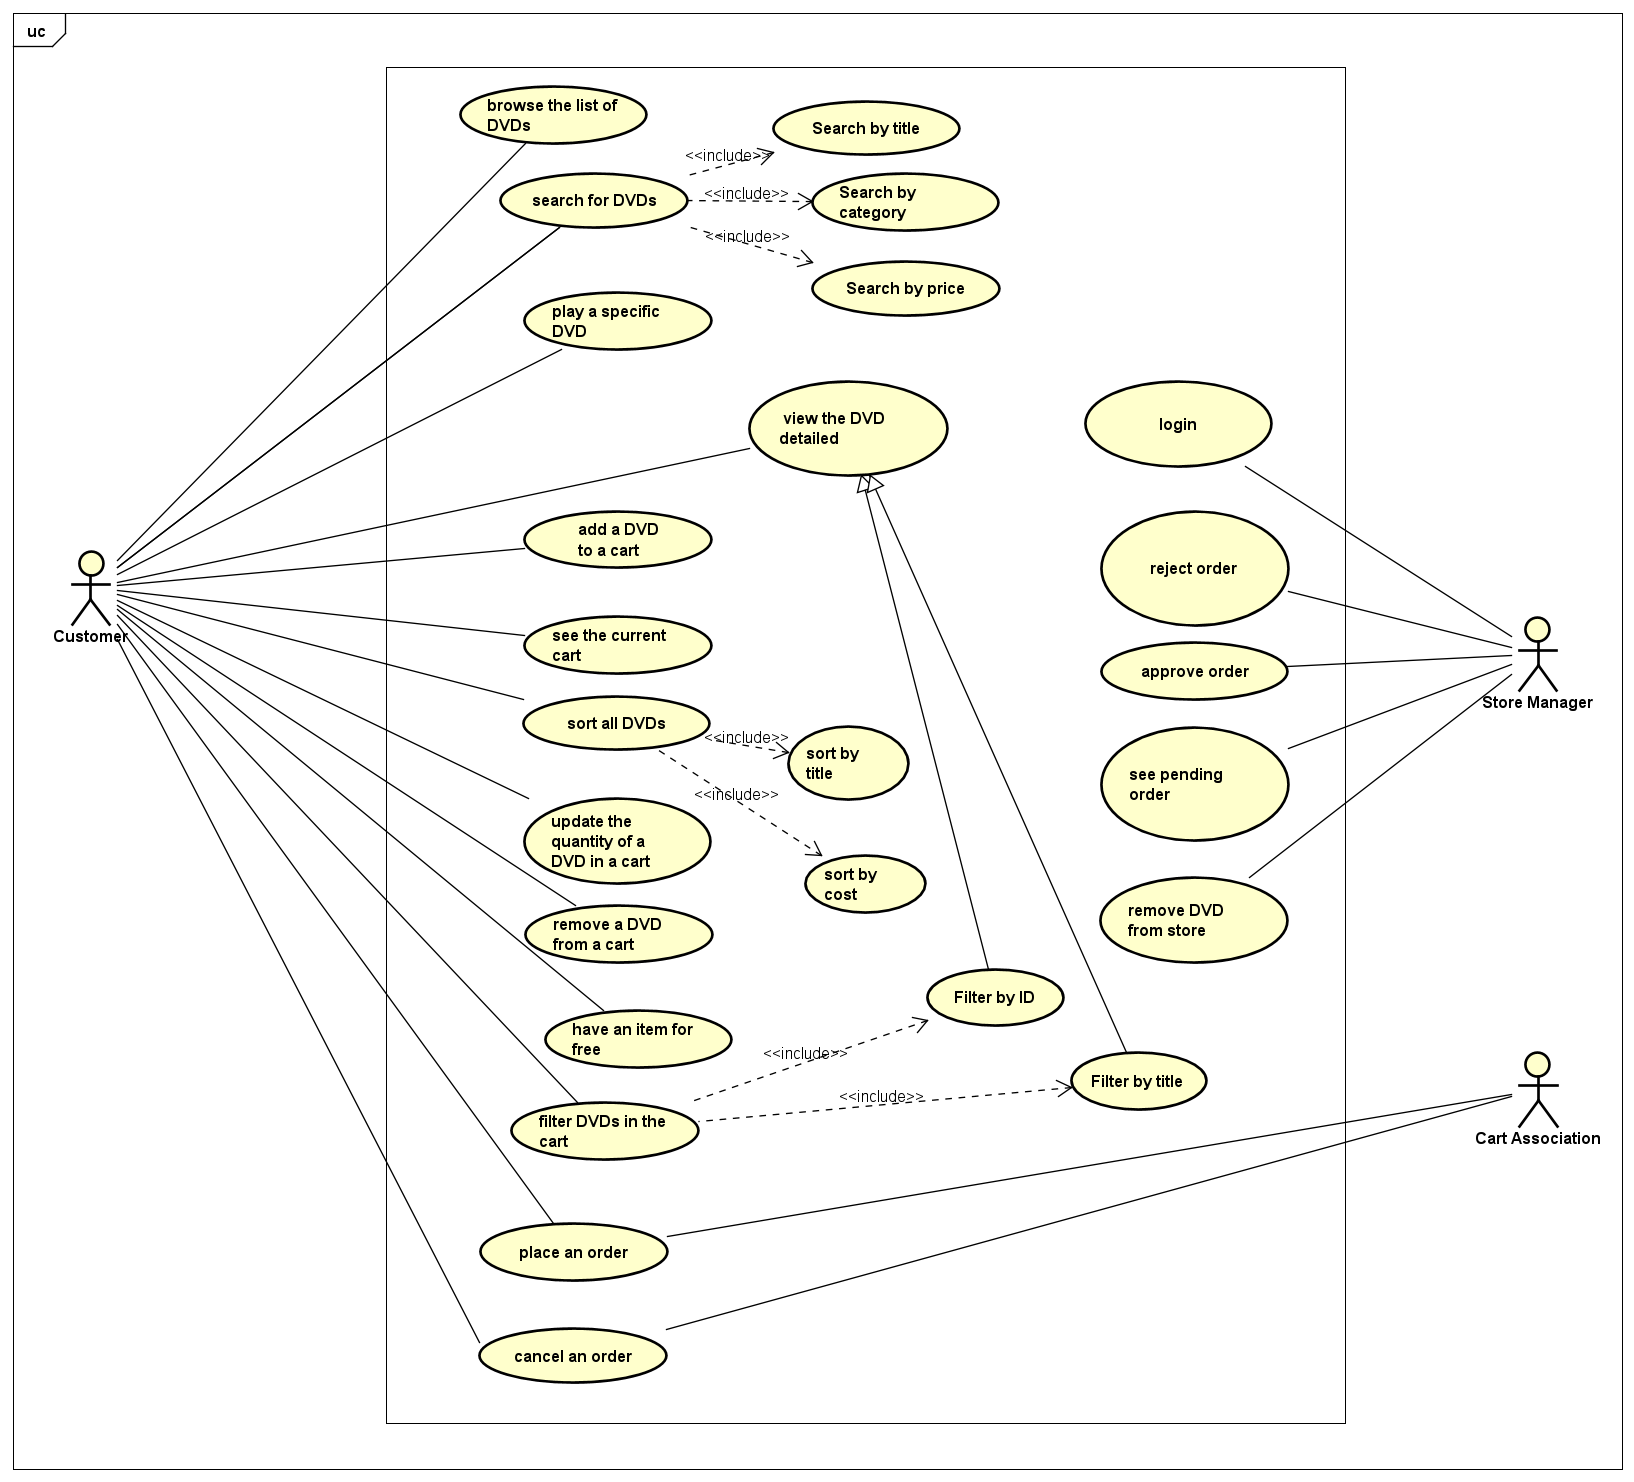 uc
browse the list of
DVDs
Search by title
<<include>>
search for DVDs
<<include>>
Search by
category
<<include>>
Search by price
play a specific
DVD
view the DVD
detailed
login
add a DVD
to a cart
reject order
Customer
see the current
cart
approve order
Store Manager
sort all DVDs
<<include>>
sort by
title
<<include>>
see pending
order
update the
quantity of a
DVD in a cart
sort by
cost
remove a DVD
from a cart
remove DVD
from store
Filter by ID
have an item for
free
<<include>>
Filter by title
<<include>>
filter DVDs in the
cart
Cart Association
place an order
cancel an order